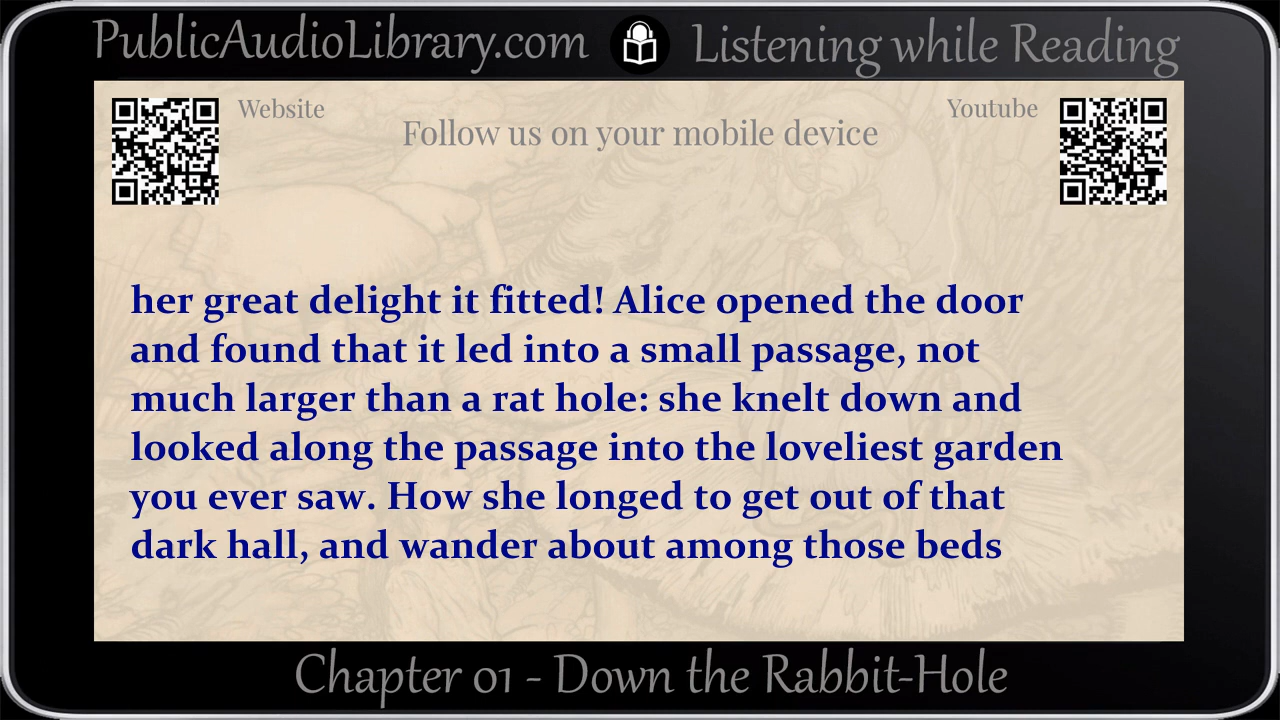 PublicAudioLibrary.com
Listening while Reading
Website
Youtube
Follow us on your mobile device
her great delight it fitted! Alice opened the door
and found that it led into a small passage, not
much larger than a rat hole: she knelt down and
looked along the passage into the loveliest garden
you ever saw. How she longed to get out of that
dark hall, and wander about among those beds
Chapter 01 - Down the Rabbit-Hole